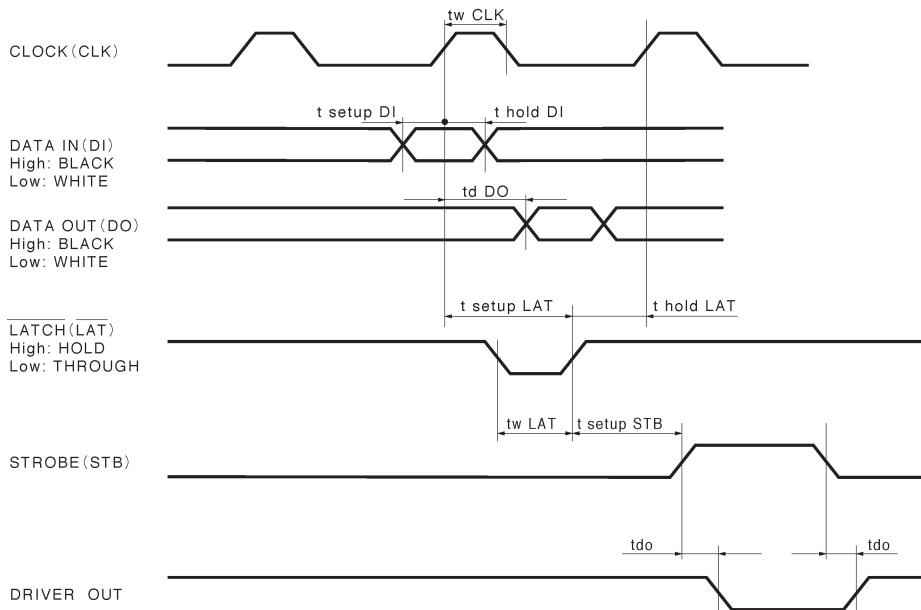 tw CLK
CLOCK(CLK)
t setup DI
t hold DI
DATA IN(DI)
High: BLACK
Low: WHITE
td DO
DATA OUT(DO)
High: BLACK
Low: WHITE
t setup LAT
t hold LAT
LATCH(LAT)
High: HOLD
Low: THROUGH
tw LAT
t setup STB
STROBE(STB)
tdo
tdo
DRIVER OUT